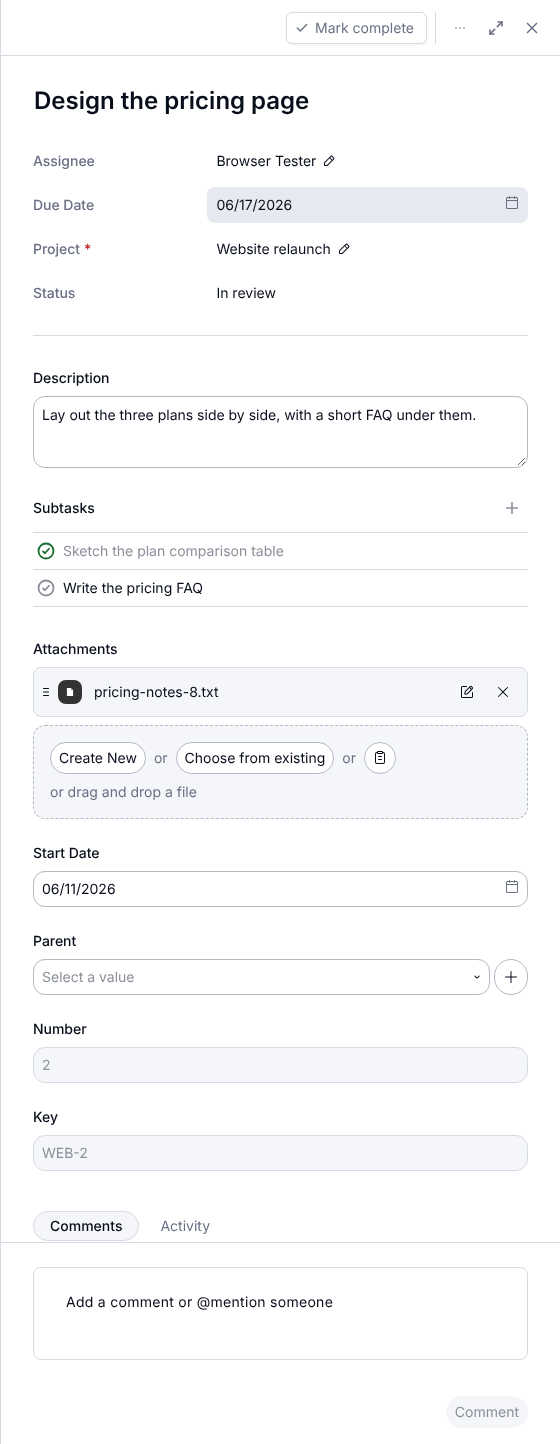 Mark complete
Design the pricing page
Assignee Browser Tester
Due Date 06/17/2026
Project * Website relaunch
Status In review
Description
Lay out the three plans side by side, with a short FAQ under them.
Subtasks
Sketch the plan comparison table
Write the pricing FAQ
Attachments
pricing-notes-8.txt
Create New or Choose from existing or
or drag and drop a file
Start Date
06/11/2026
Parent
Select a value
Number
2
Key
WEB-2
Comments Activity
Add a comment or @mention someone
Comment